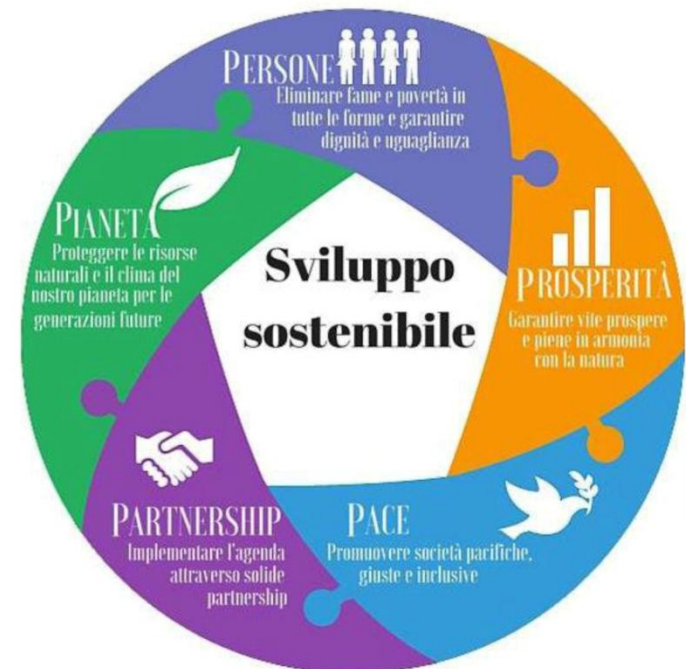 PERSONE
Eliminare fame e povertà in
tutte le forme e garantire
dignità e uguaglianza
PROSPERITÀ
Garantire vite prospere
e piene in armonia
con la natura
PACE
Promuovere società pacifiche,
giuste e inclusive
PARTNERSHIP
Implementare l'agenda
attraverso solide
partnership
PIANETA
Proteggere le risorse
naturali e il clima del
nostro pianeta per le
generazioni future
Sviluppo
sostenibile